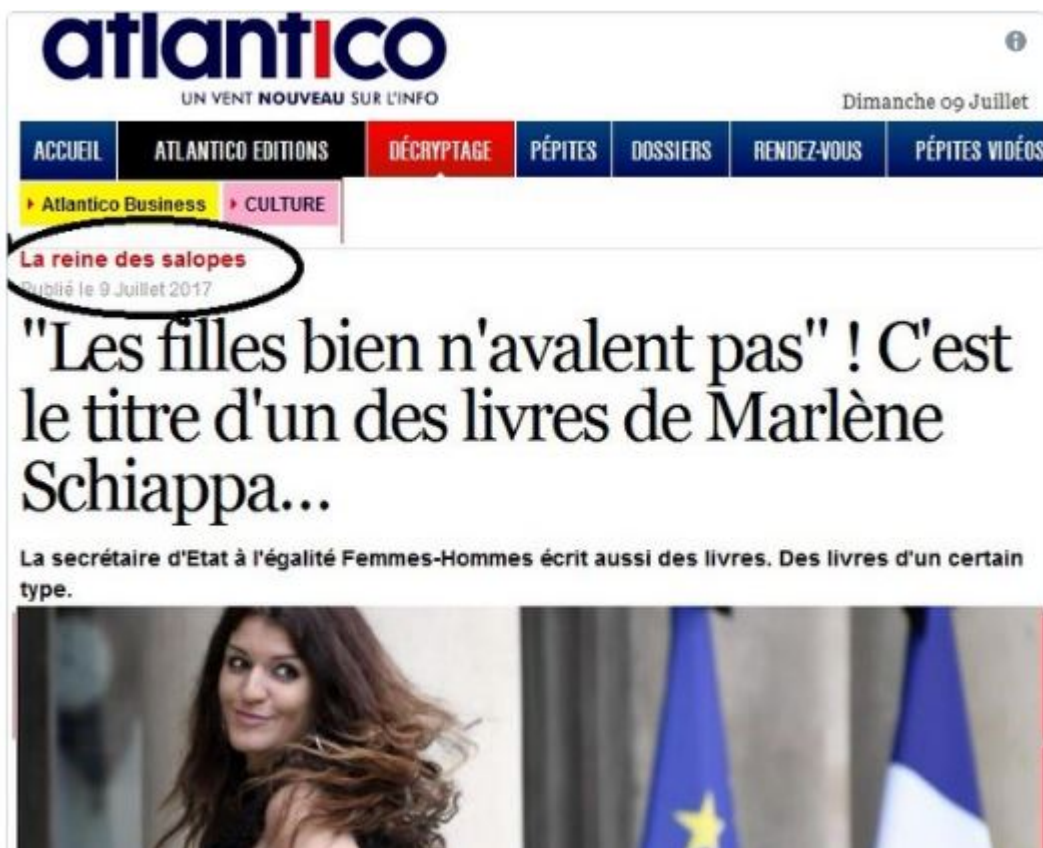 atlantico
UN VENT NOUVEAU SUR L'INFO
Dimanche 09 Juillet
ACCUEIL ATLANTICO EDITIONS DÉCRYPTAGE PÉPITES DOSSIERS RENDEZ-VOUS PÉPITES VIDÉOS
Atlantico Business CULTURE
La reine des salopes
Publié le 9 Juillet 2017
"Les filles bien n'avalent pas" ! C'est
le titre d'un des livres de Marlène
Schiappa...
La secrétaire d'Etat à l'égalité Femmes-Hommes écrit aussi des livres. Des livres d'un certain
type.